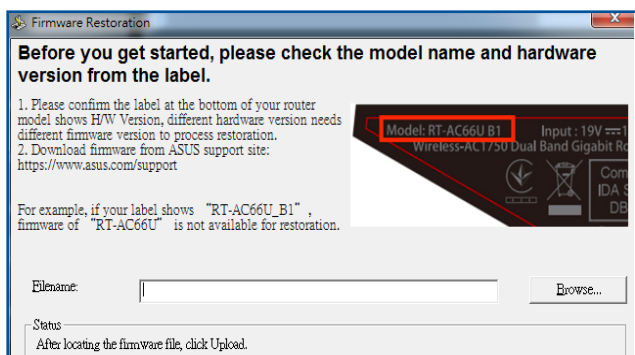 Firmware Restoration
Before you get started, please check the model name and hardware
version from the label.
1. Please confirm the label at the bottom of your router
model shows H/W Version, different hardware version needs
different firmware version to process restoration.
2. Download firmware from ASUS support site:
https://www.asus.com/support
For example, if your label shows “RT-AC66U_B1”,
firmware of “RT-AC66U” is not available for restoration.
Model: RT-AC66U B1 Input : 19V
Wireless-AC1750 Dual Band Gigabit
Com
IDA S
DB
Filename:
Browse...
Status
After locating the firmware file, click Upload.